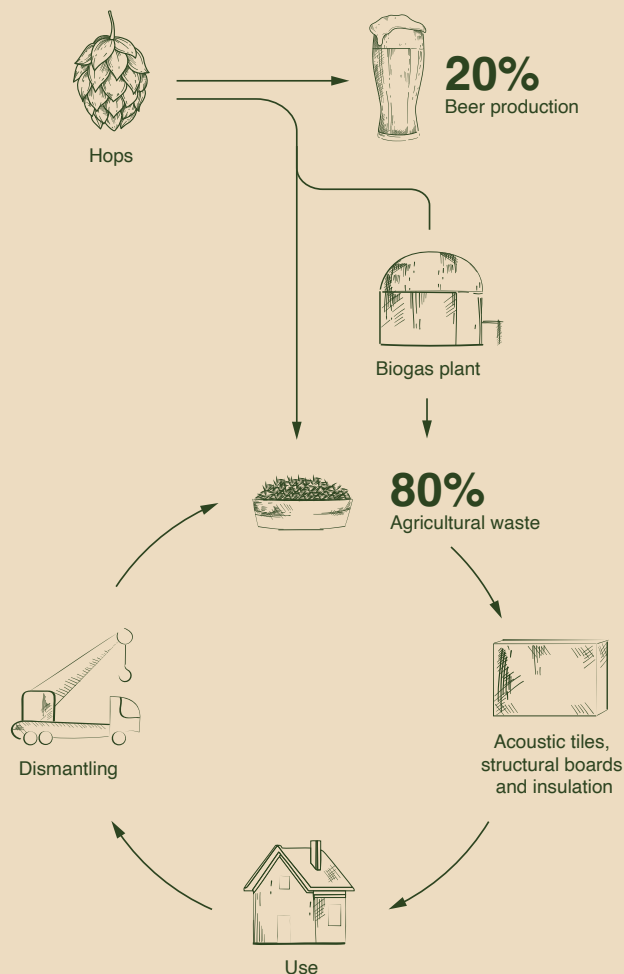 20%
Beer production
Hops
Biogas plant
80%
Agricultural waste
Acoustic tiles,
structural boards
and insulation
Dismantling
Use